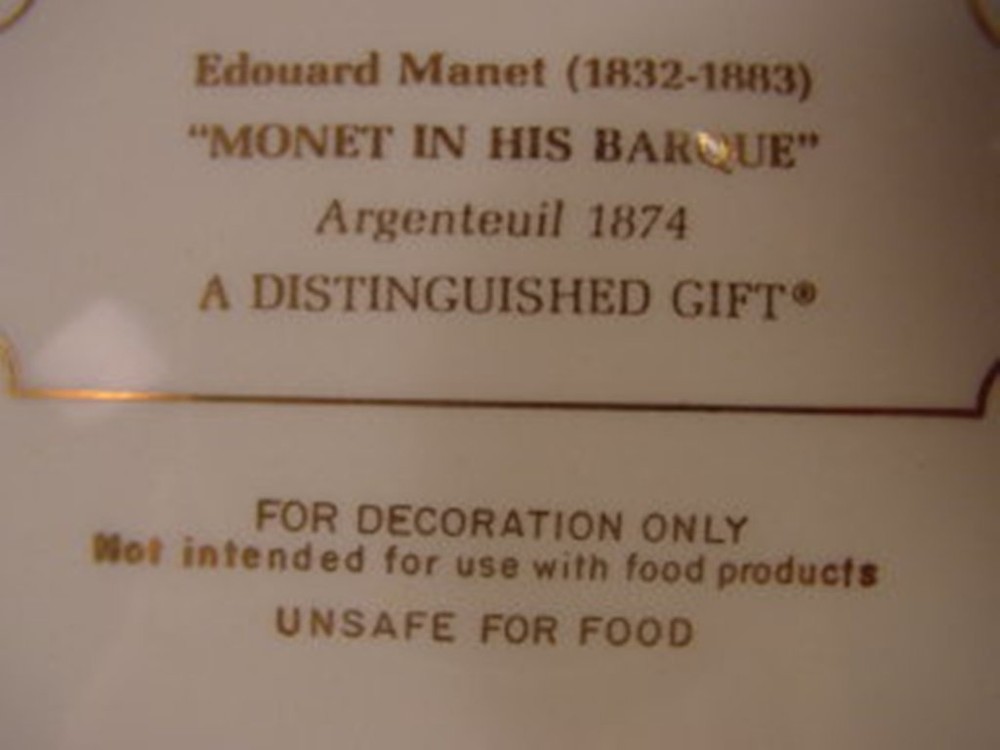 Edouard Manet (1832-1883)
“MONET IN HIS BARQUE”
Argenteuil 1874
A DISTINGUISHED GIFT®
FOR DECORATION ONLY
Not intended for use with food products
UNSAFE FOR FOOD